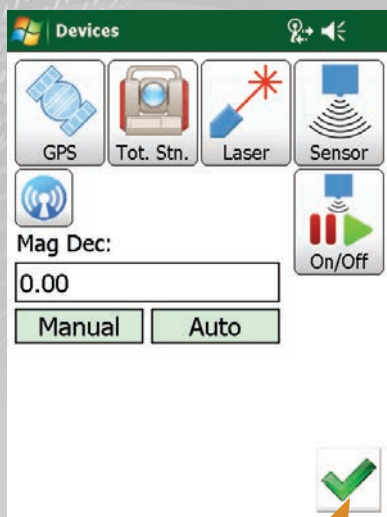 Devices
GPS
Tot. Stn.
Laser
Sensor
On/Off
Mag Dec:
0.00
Manual
Auto